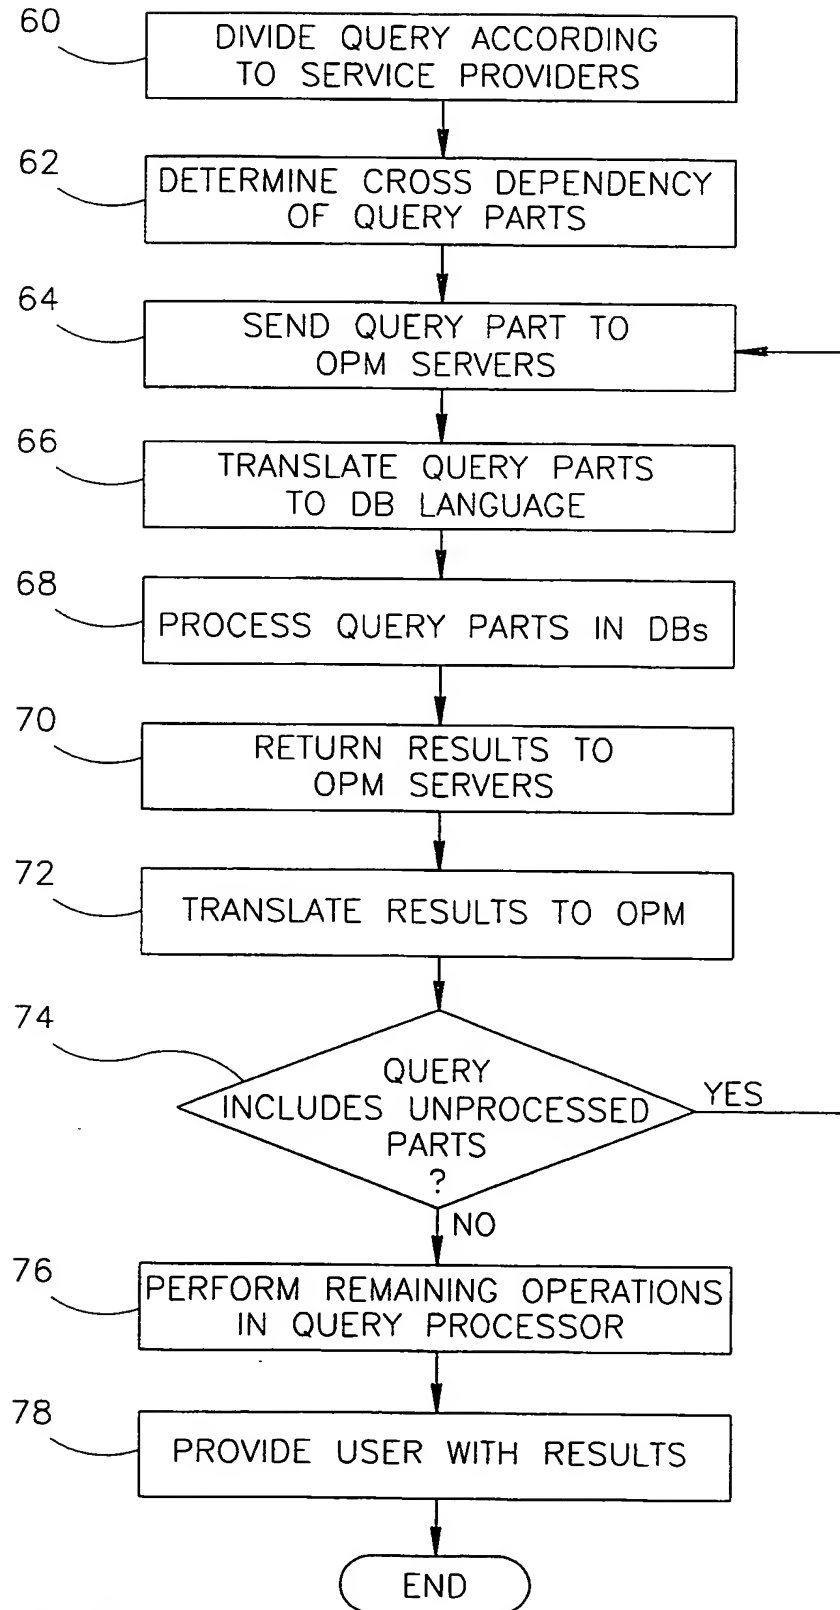 60
DIVIDE QUERY ACCORDING
TO SERVICE PROVIDERS
62
DETERMINE CROSS DEPENDENCY
OF QUERY PARTS
64
SEND QUERY PART TO
OPM SERVERS
66
TRANSLATE QUERY PARTS
TO DB LANGUAGE
68
PROCESS QUERY PARTS IN DBs
70
RETURN RESULTS TO
OPM SERVERS
72
TRANSLATE RESULTS TO OPM
74
QUERY
INCLUDES UNPROCESSED
PARTS
?
YES
NO
76
PERFORM REMAINING OPERATIONS
IN QUERY PROCESSOR
78
PROVIDE USER WITH RESULTS
END